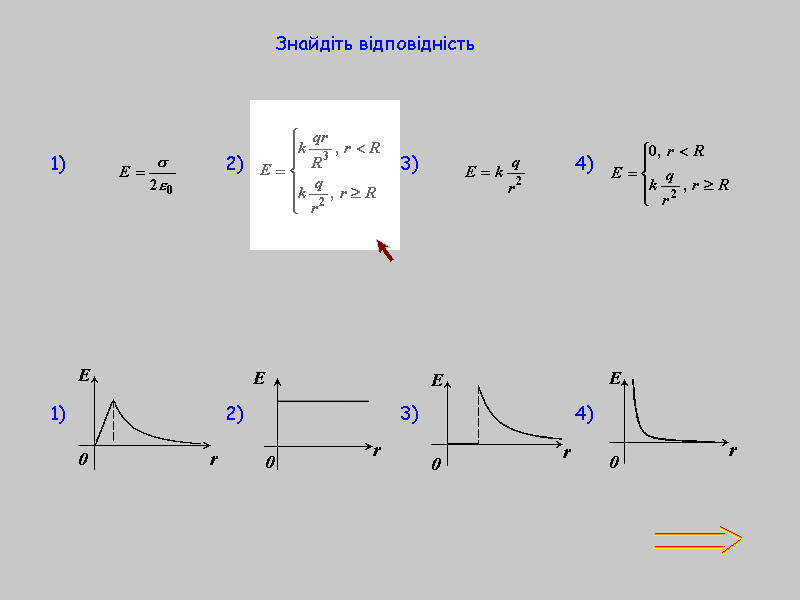 Знайдіть відповідність
1) E = σ / 2ε₀
2) E = { k qr / R³ , r < R
k q / r² , r ≥ R
3) E = k q / r²
4) E = { 0, r < R
k q / r² , r ≥ R
1) E 0 r
2) E 0 r
3) E 0 r
4) E 0 r